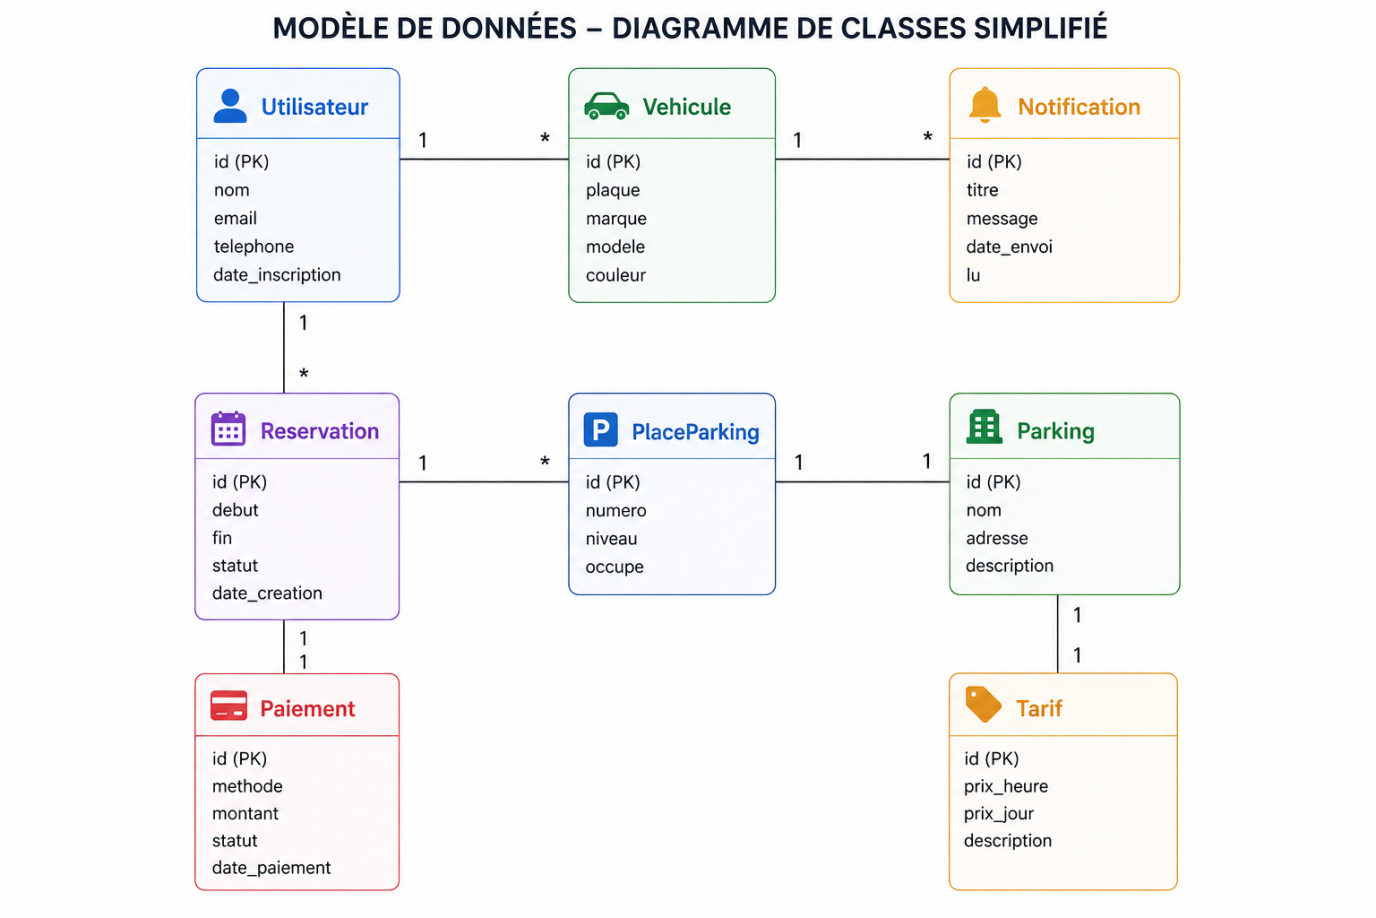 MODÈLE DE DONNÉES – DIAGRAMME DE CLASSES SIMPLIFIÉ
Utilisateur
id (PK)
nom
email
telephone
date_inscription
1 *
Vehicule
id (PK)
plaque
marque
modele
couleur
1 *
Notification
id (PK)
titre
message
date_envoi
lu
1
*
Reservation
id (PK)
debut
fin
statut
date_creation
1 *
P PlaceParking
id (PK)
numero
niveau
occupe
1 1
Parking
id (PK)
nom
adresse
description
1
1
Paiement
id (PK)
methode
montant
statut
date_paiement
1
1
Tarif
id (PK)
prix_heure
prix_jour
description